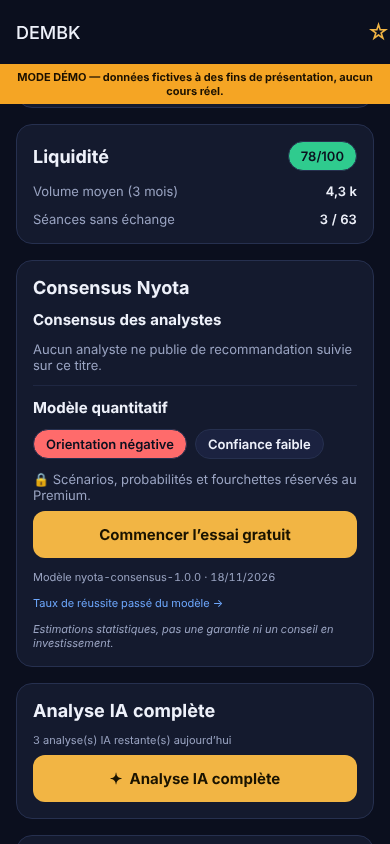 DEMBK
MODE DÉMO — données fictives à des fins de présentation, aucun
cours réel.
Liquidité
78/100
Volume moyen (3 mois)
4,3 k
Séances sans échange
3 / 63
Consensus Nyota
Consensus des analystes
Aucun analyste ne publie de recommandation suivie
sur ce titre.
Modèle quantitatif
Orientation négative
Confiance faible
🔒 Scénarios, probabilités et fourchettes réservés au
Premium.
Commencer l’essai gratuit
Modèle nyota-consensus-1.0.0 · 18/11/2026
Taux de réussite passé du modèle →
Estimations statistiques, pas une garantie ni un conseil en
investissement.
Analyse IA complète
3 analyse(s) IA restante(s) aujourd’hui
✦ Analyse IA complète